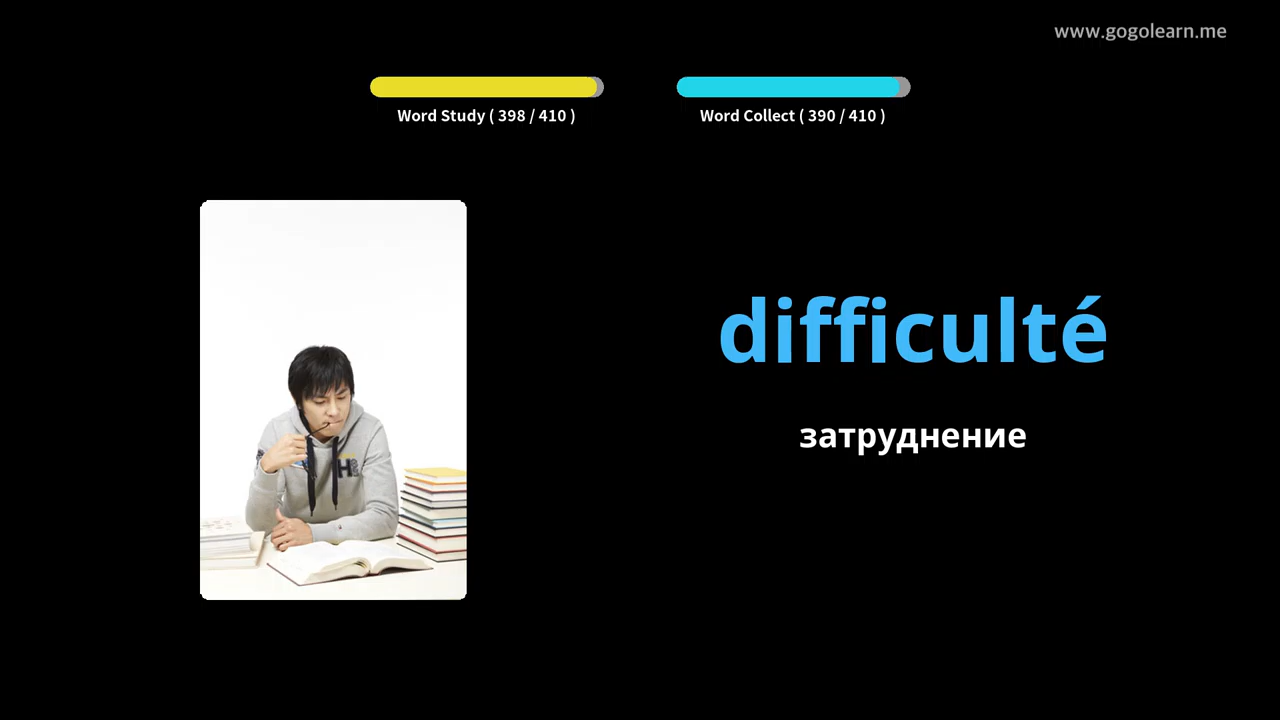 www.gogolearn.me
Word Study ( 398 / 410 )
Word Collect ( 390 / 410 )
difficulté
затруднение
H